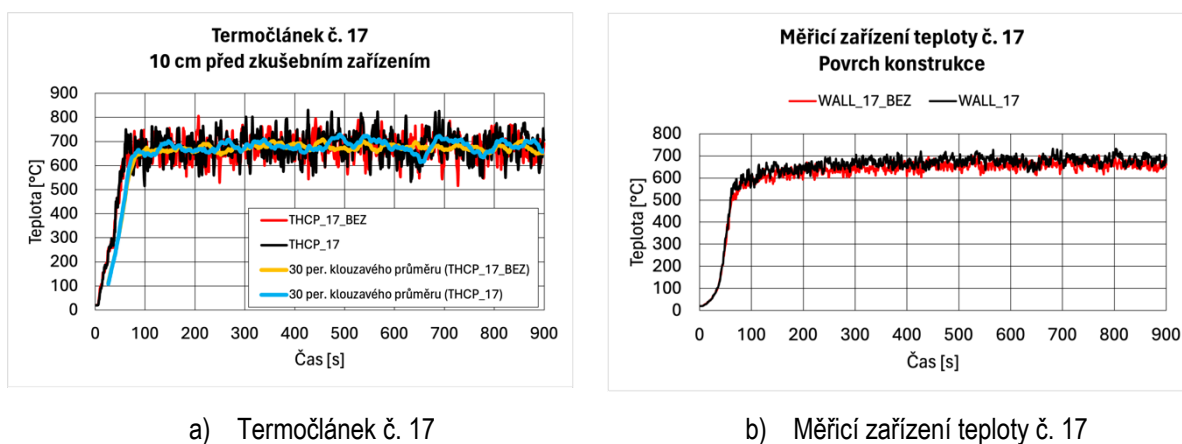 Termočlánek č. 17
10 cm před zkušebním zařízením
Teplota [°C]
900
800
700
600
500
400
300
200
100
0
THCP_17_BEZ
THCP_17
30 per. klouzavého průměru (THCP_17_BEZ)
30 per. klouzavého průměru (THCP_17)
0 100 200 300 400 500 600 700 800 900
Čas [s]
a) Termočlánek č. 17
Měřicí zařízení teploty č. 17
Povrch konstrukce
WALL_17_BEZ WALL_17
Teplota [°C]
800
700
600
500
400
300
200
100
0
0 100 200 300 400 500 600 700 800 900
Čas [s]
b) Měřicí zařízení teploty č. 17